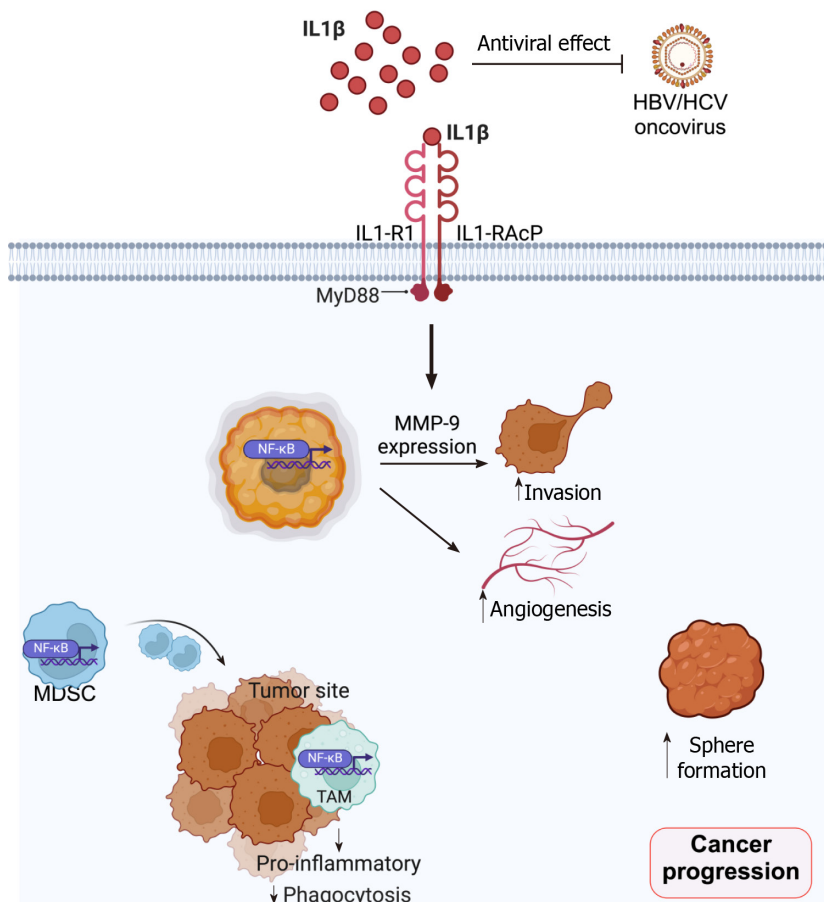 IL1β
Antiviral effect
HBV/HCV
oncovirus
IL1β
IL1-R1
IL1-RAcP
MyD88
MMP-9
expression
NF-κB
↑Invasion
↑Angiogenesis
NF-κB
MDSC
Tumor site
NF-κB
TAM
↑ Sphere
formation
↓
Pro-inflammatory
↓ Phagocytosis
Cancer
progression